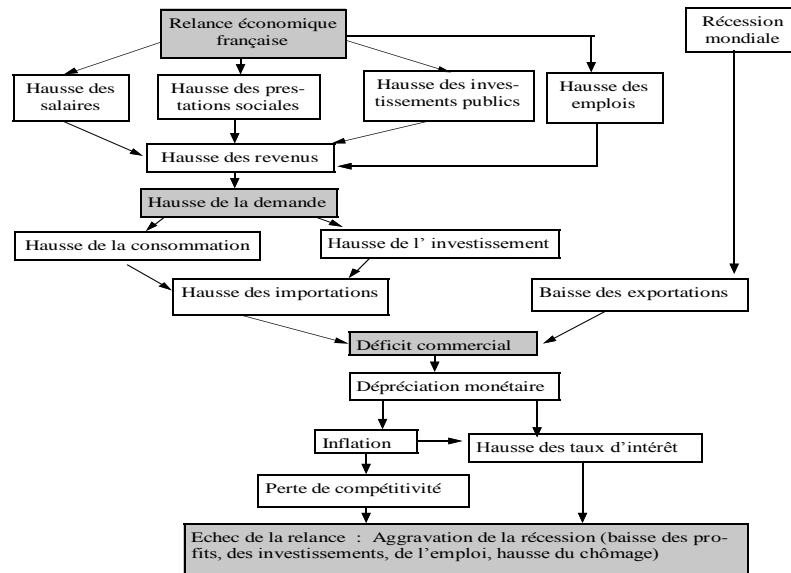 Relance économique
française
Récession
mondiale
Hausse des
salaires
Hausse des pres-
tations sociales
Hausse des inves-
tissements publics
Hausse des
emplois
Hausse des revenus
Hausse de la demande
Hausse de la consommation
Hausse de l’ investissement
Hausse des importations
Baisse des exportations
Déficit commercial
Dépréciation monétaire
Inflation
Hausse des taux d’intérêt
Perte de compétitivité
Echec de la relance : Aggravation de la récession (baisse des pro-
fits, des investissements, de l’emploi, hausse du chômage)